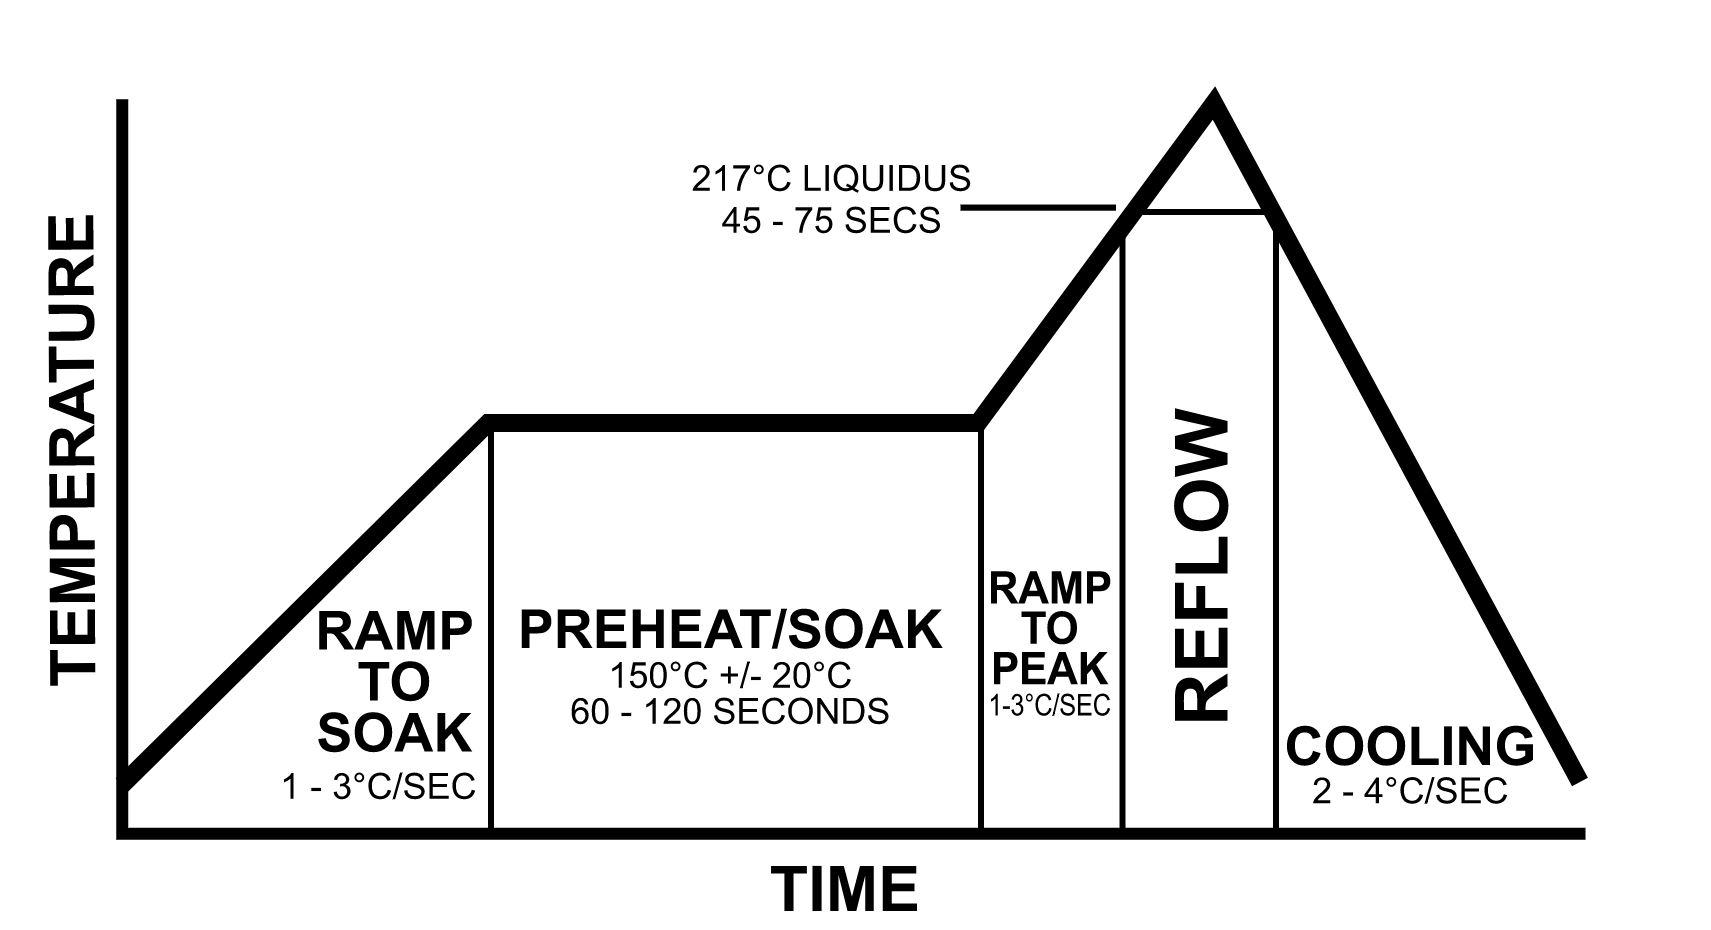 TEMPERATURE
217°C LIQUIDUS
45 - 75 SECS
RAMP
TO
SOAK
1 - 3°C/SEC
PREHEAT/SOAK
150°C +/- 20°C
60 - 120 SECONDS
RAMP
TO
PEAK
1-3°C/SEC
REFLOW
COOLING
2 - 4°C/SEC
TIME